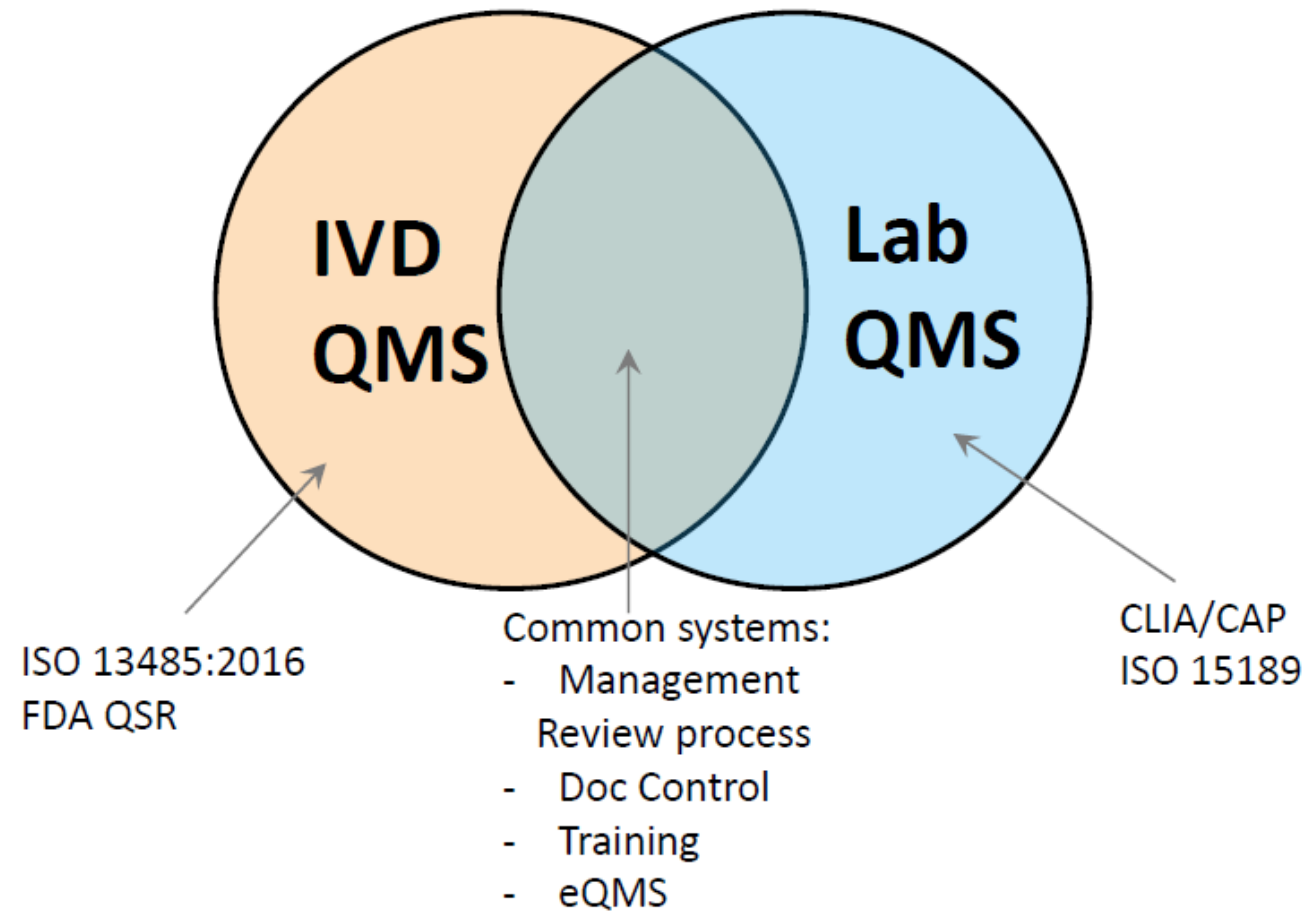 IVD
QMS
Lab
QMS
ISO 13485:2016
FDA QSR
Common systems:
- Management
Review process
- Doc Control
- Training
- eQMS
CLIA/CAP
ISO 15189